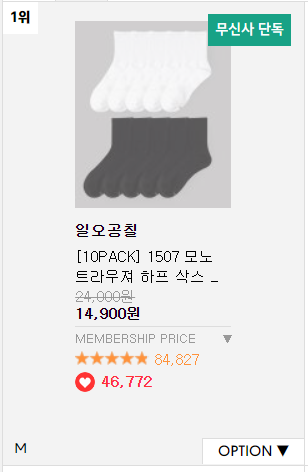 1위
무신사 단독
일오공칠
[10PACK] 1507 모노
트라우져 하프 삭스 _
24,000원
14,900원
MEMBERSHIP PRICE ▼
★★★★★ 84,827
46,772
M
OPTION ▼